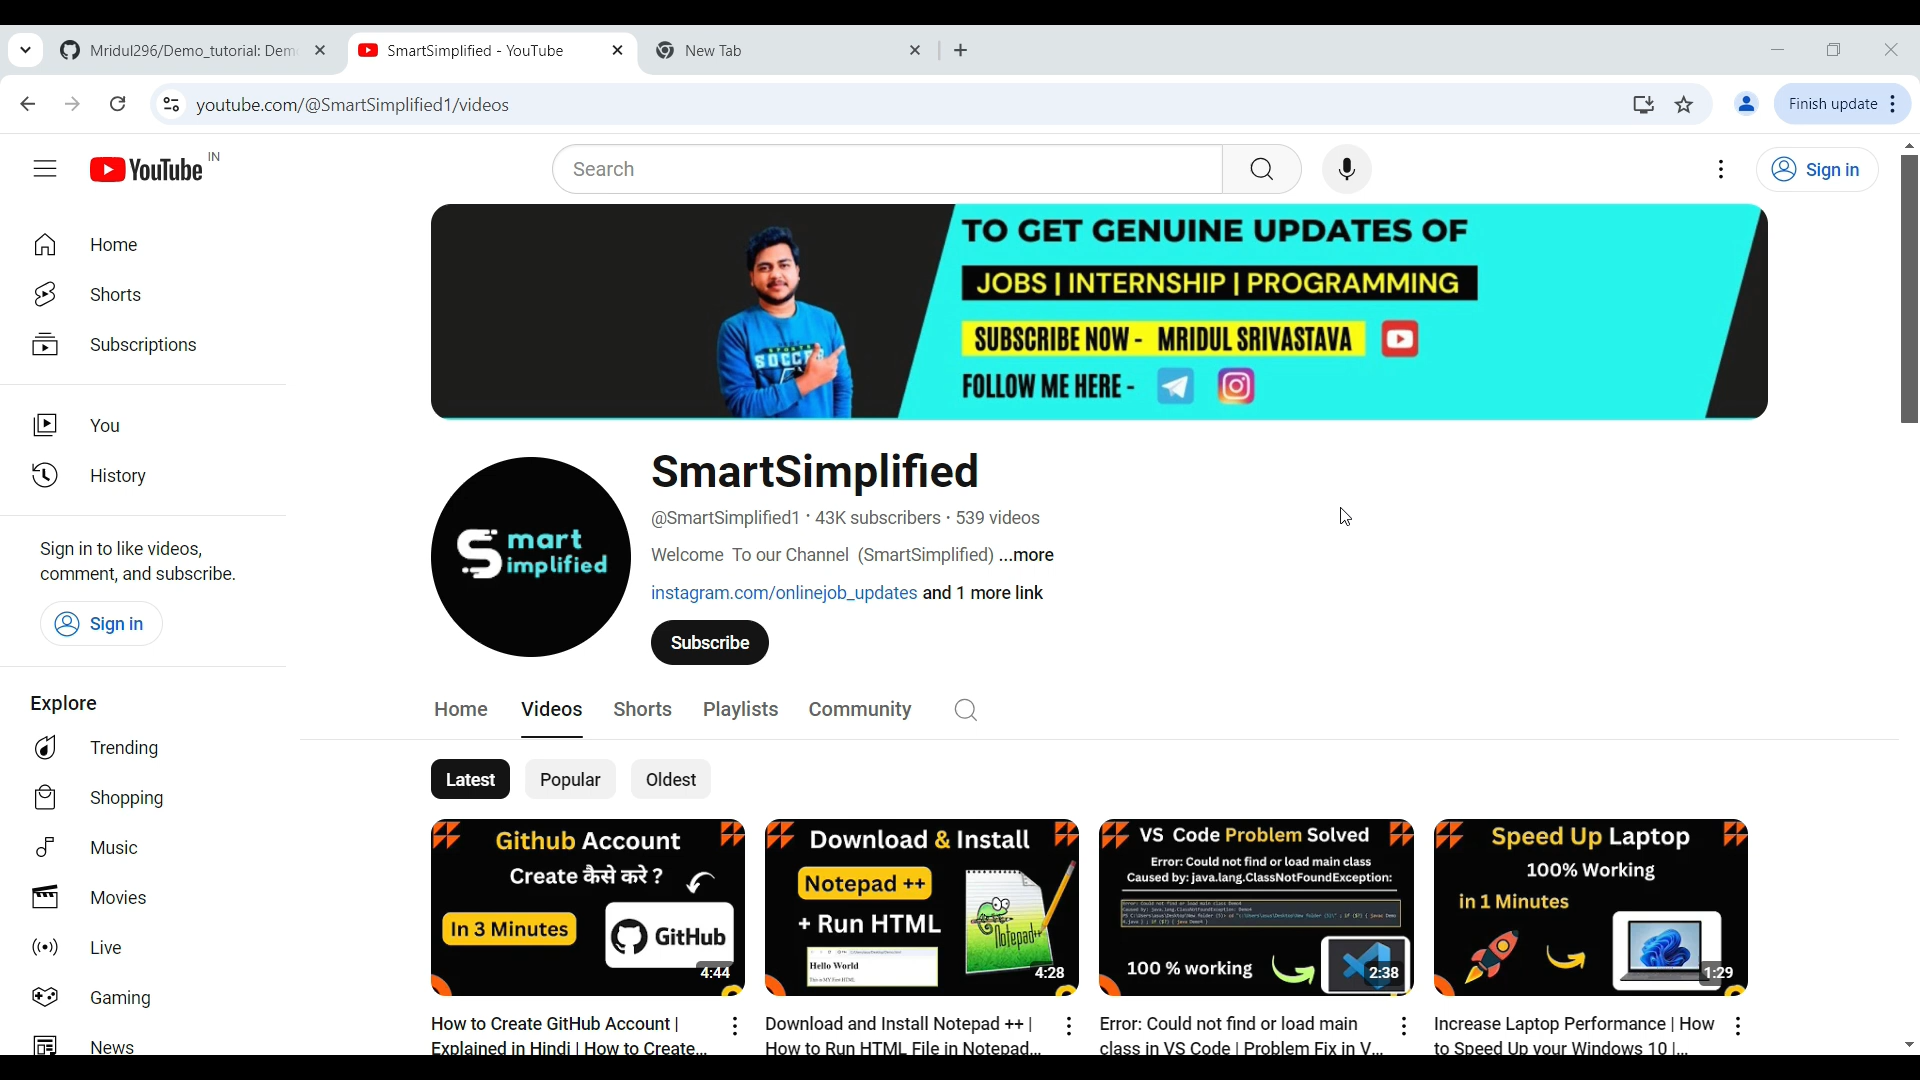 Mridul296/Demo_tutorial: Dem
SmartSimplified - YouTube
New Tab
youtube.com/@SmartSimplified1/videos
Finish update
YouTube IN
Search
Sign in
Home
Shorts
Subscriptions
You
History
Sign in to like videos,
comment, and subscribe.
Sign in
Explore
Trending
Shopping
Music
Movies
Live
Gaming
News
TO GET GENUINE UPDATES OF
JOBS | INTERNSHIP | PROGRAMMING
SUBSCRIBE NOW - MRIDUL SRIVASTAVA
FOLLOW ME HERE -
SOCCE
Smart
Simplified
SmartSimplified
@SmartSimplified1 · 43K subscribers · 539 videos
Welcome To our Channel (SmartSimplified) ...more
instagram.com/onlinejob_updates and 1 more link
Subscribe
Home Videos Shorts Playlists Community
Latest Popular Oldest
Github Account
Create कैसे करे ?
In 3 Minutes
GitHub
4:44
How to Create GitHub Account |
Explained in Hindi | How to Create...
Download & Install
Notepad ++
+ Run HTML
Hello World
Notepad++
4:28
Download and Install Notepad ++ |
How to Run HTML File in Notepad...
VS Code Problem Solved
Error: Could not find or load main class
Caused by: java.lang.ClassNotFoundException:
100 % working
2:38
Error: Could not find or load main
class in VS Code | Problem Fix in V...
Speed Up Laptop
100% Working
in 1 Minutes
1:29
Increase Laptop Performance | How
to Speed Up your Windows 10 |...